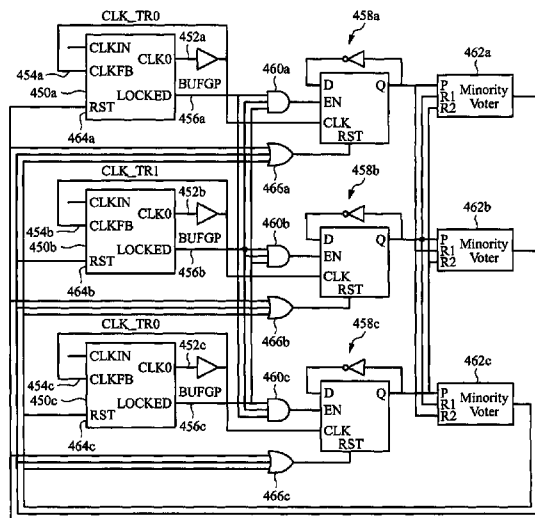 CLK_TR0
452a
458a
CLKIN
CLK0
454a
CLKFB
450a
LOCKED
BUFGP
RST
456a
464a
460a
D
Q
EN
CLK
RST
466a
462a
P
R1
R2
Minority
Voter
CLK_TR1
452b
458b
CLKIN
CLK0
454b
CLKFB
450b
LOCKED
BUFGP
RST
456b
464b
460b
D
Q
EN
CLK
RST
466b
462b
P
R1
R2
Minority
Voter
CLK_TR0
452c
458c
CLKIN
CLK0
454c
CLKFB
450c
LOCKED
BUFGP
RST
456c
464c
460c
D
Q
EN
CLK
RST
466c
462c
P
R1
R2
Minority
Voter